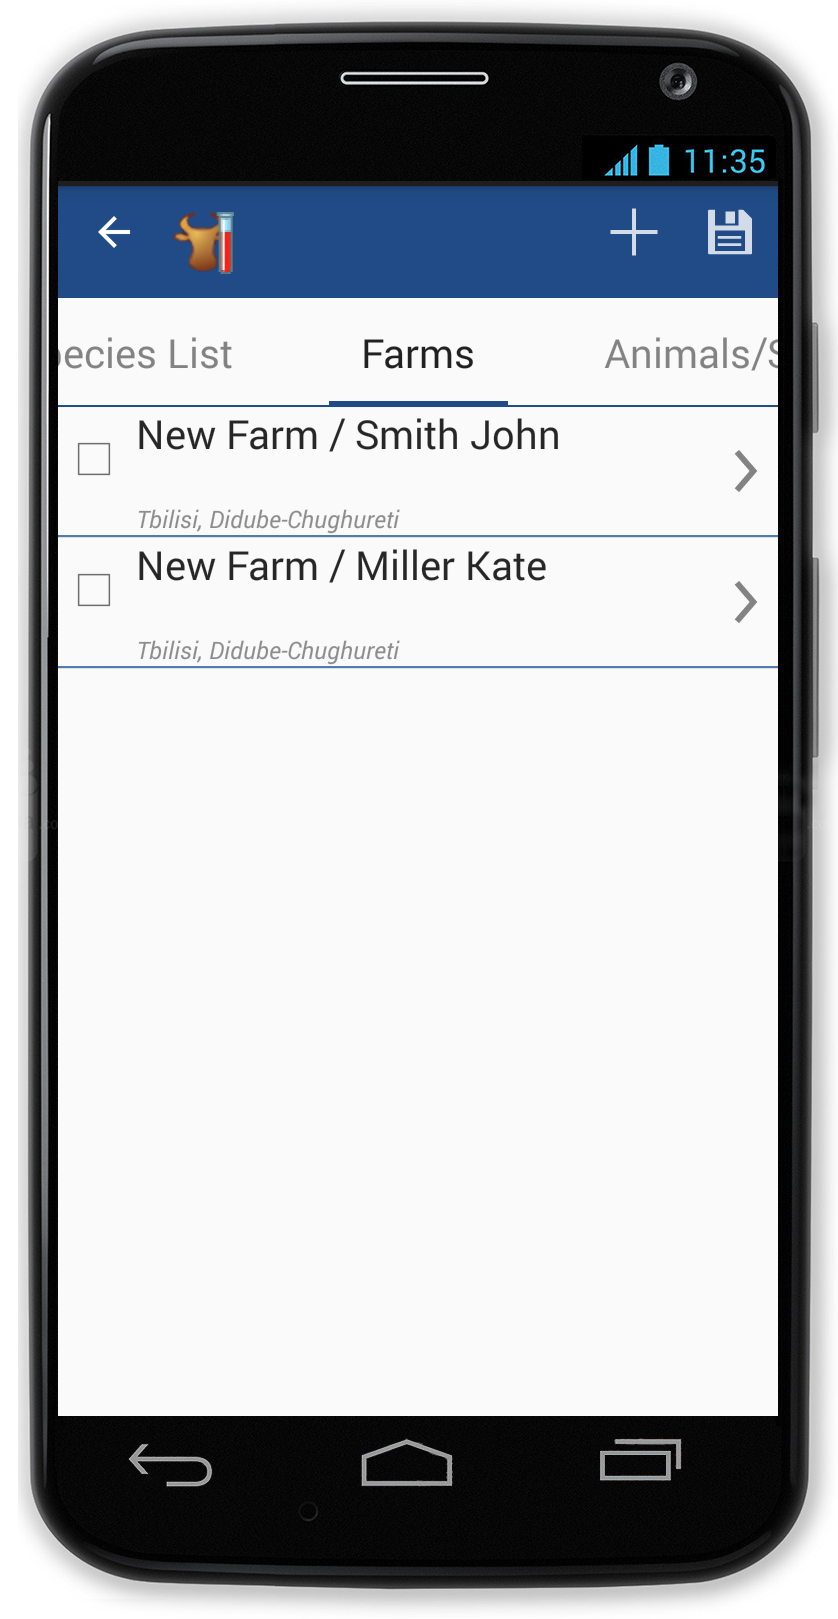 11:35
ecies List Farms Animals/S
New Farm / Smith John
Tbilisi, Didube-Chughureti
New Farm / Miller Kate
Tbilisi, Didube-Chughureti